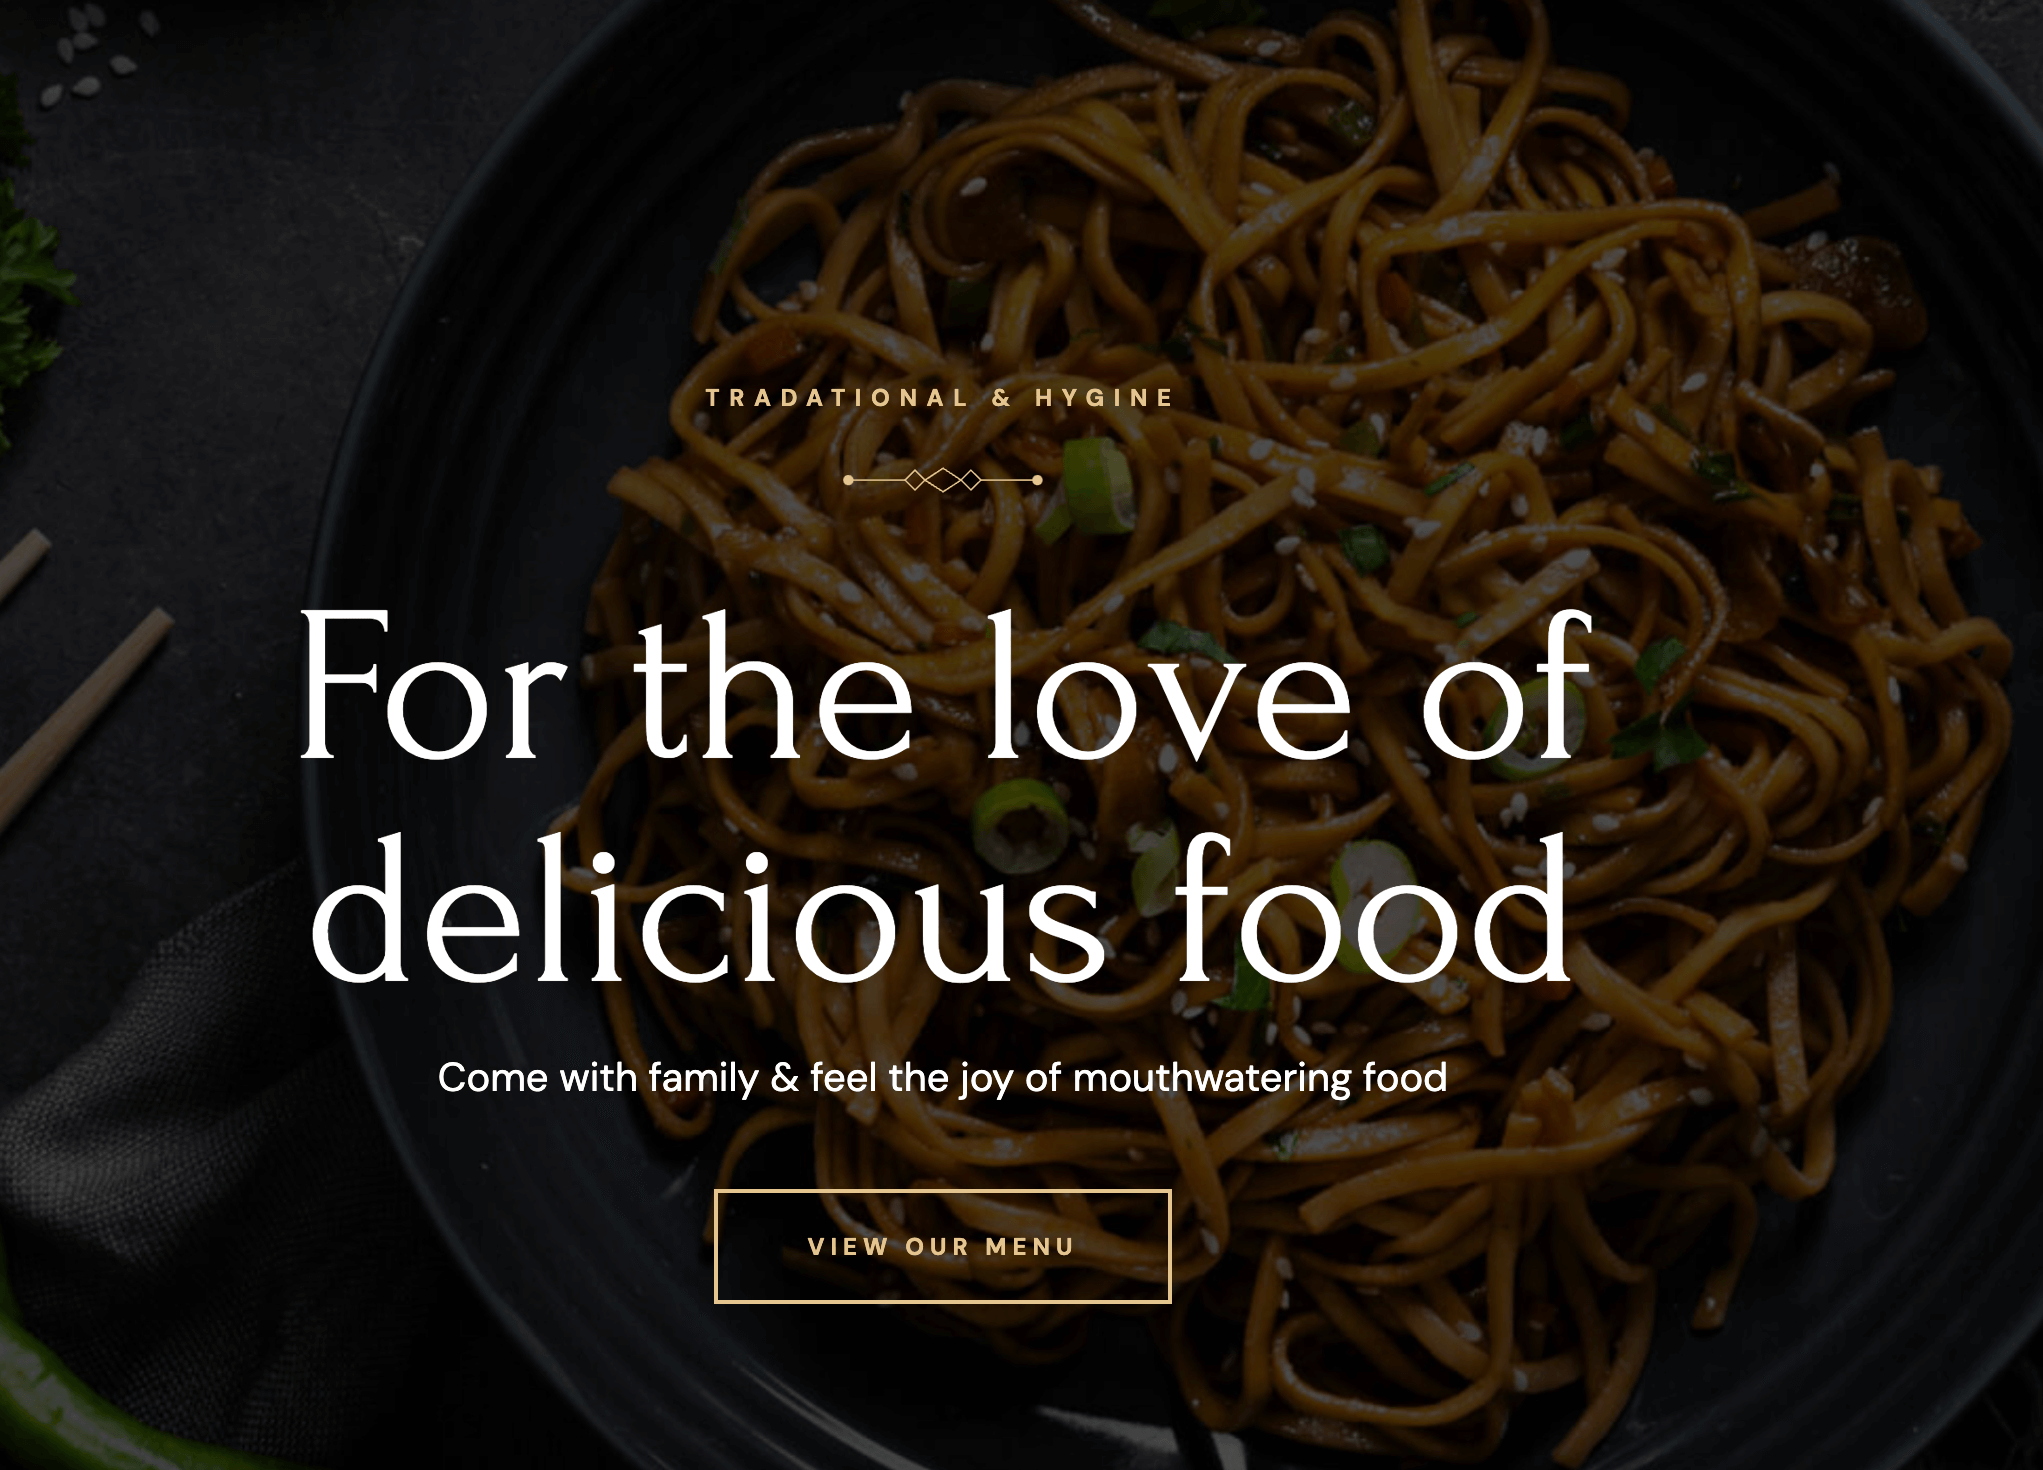 TRADATIONAL & HYGINE
For the love of
delicious food
Come with family & feel the joy of mouthwatering food
VIEW OUR MENU